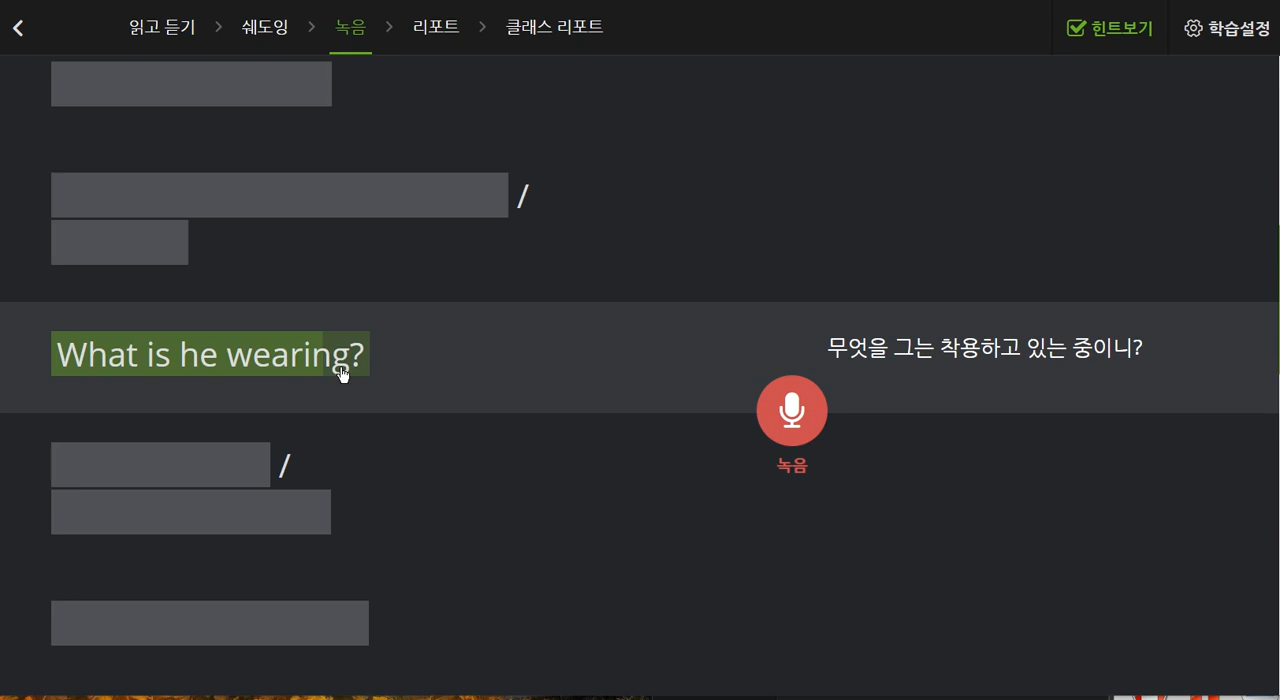 읽고 듣기 > 쉐도잉 > 녹음 > 리포트 > 클래스 리포트
힌트보기
학습설정
/
What is he wearing?
무엇을 그는 착용하고 있는 중이니?
녹음
/